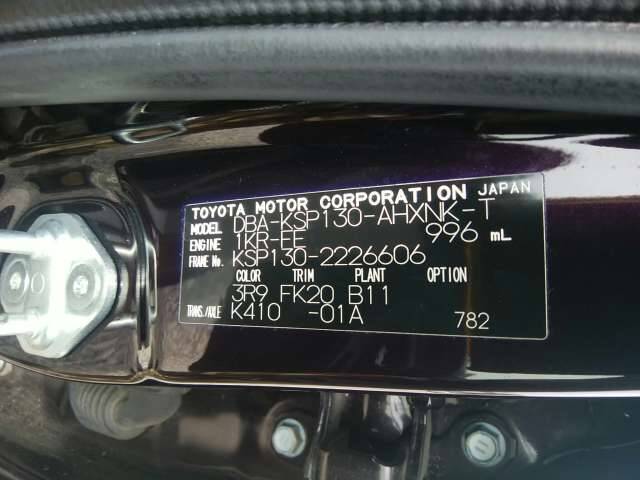 TOYOTA MOTOR CORPORATION JAPAN
MODEL DBA-KSP130-AHXNK-T
ENGINE 1KR-FE 996 mL
FRAME No. KSP130-2226606
COLOR TRIM PLANT OPTION
3R9 FK20 B11
TRANS./AXLE K410 -01A 782